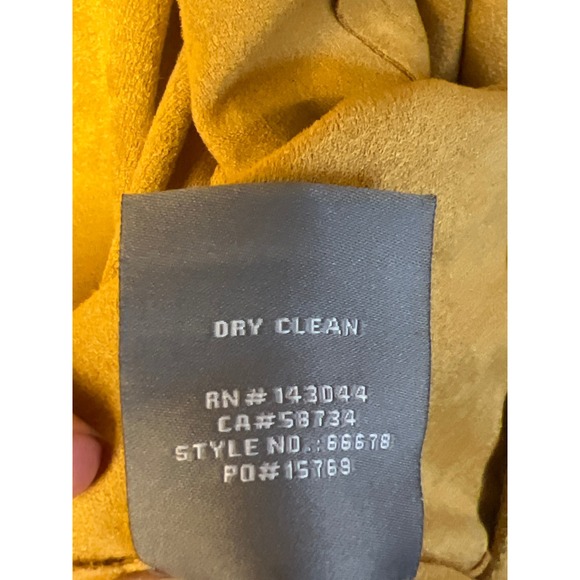 DRY CLEAN
RN#143044
CA#58734
STYLE NO.:66678
PO#15769